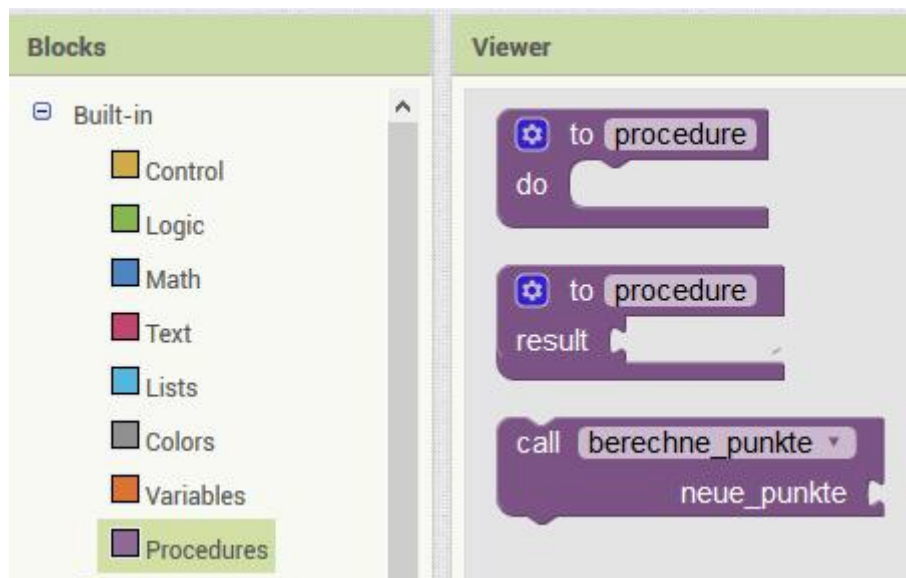 Blocks
Built-in
Control
Logic
Math
Text
Lists
Colors
Variables
Procedures
Viewer
to procedure
do
to procedure
result
call berechne_punkte
neue_punkte